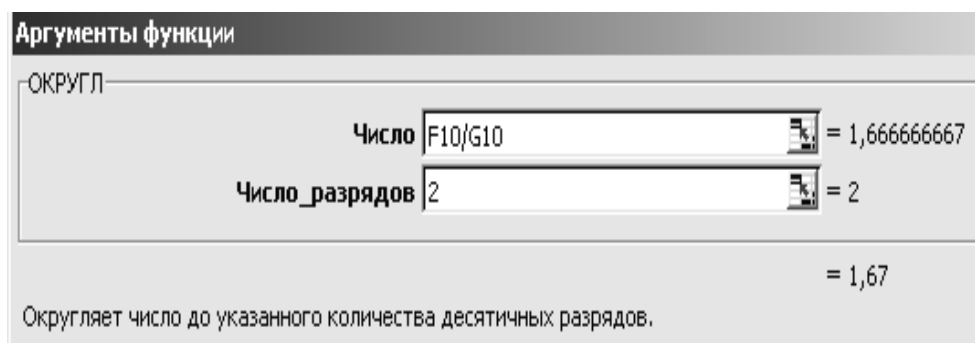 Аргументы функции
ОКРУГЛ
Число F10/G10 = 1,666666667
Число_разрядов 2 = 2
= 1,67
Округляет число до указанного количества десятичных разрядов.